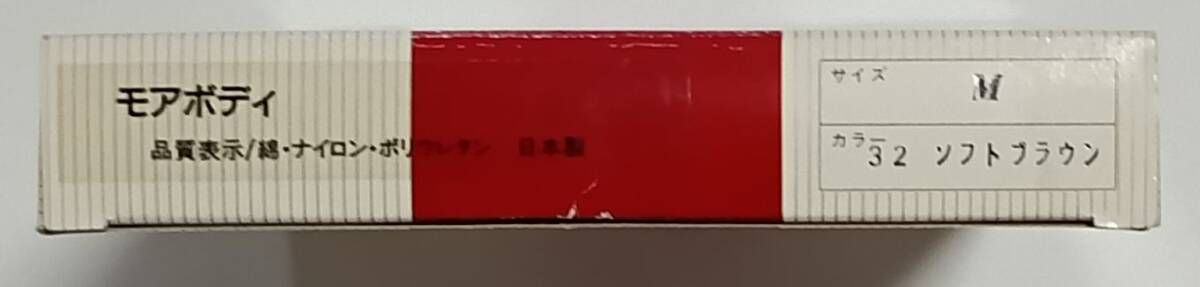 モアボディ
品質表示/綿・ナイロン・ポリウレタン 日本製
サイズ M
カラー 32 ソフトブラウン